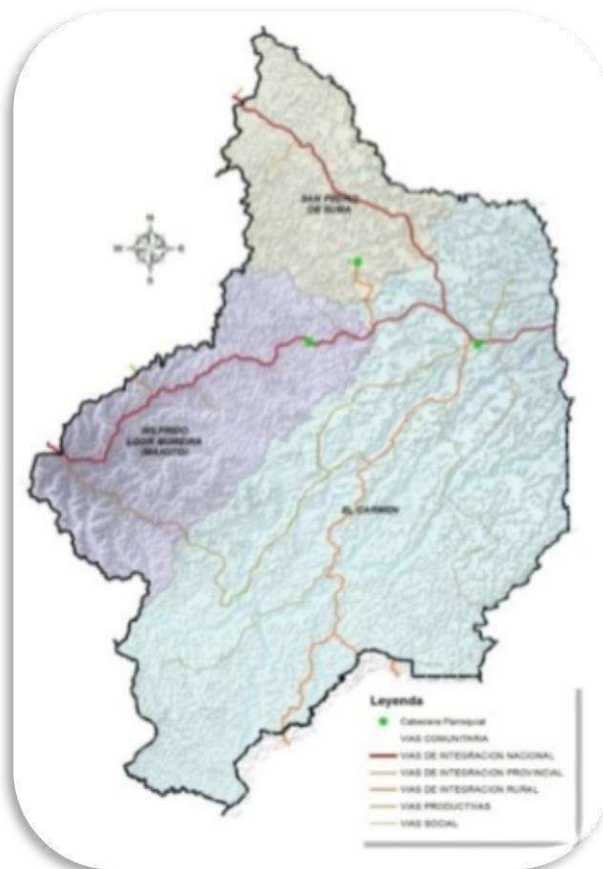 SAN PEDRO
DE SUMA
N
W
E
S
WILFRIDO
LOOR MOREIRA
(MAICITO)
EL CARMEN
Leyenda
Cabecera Parroquial
VIAS COMUNITARIA
VIAS DE INTEGRACION NACIONAL
VIAS DE INTEGRACION PROVINCIAL
VIAS DE INTEGRACION RURAL
VIAS PRODUCTIVAS
VIAS SOCIAL